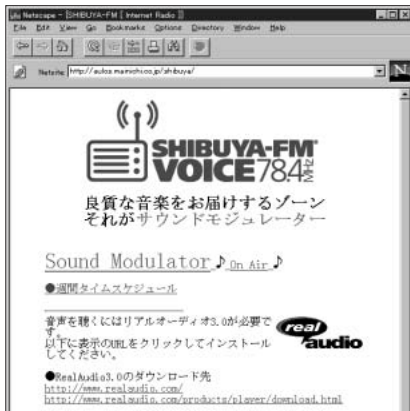 Netscape - [SHIBUYA-FM [ Internet Radio ]]
File Edit View Go Bookmarks Options Directory Window Help
Netsite: http://aulos.mainichi.co.jp/shibuya/
N
SHIBUYA-FM
VOICE 78.4 MHz
良質な音楽をお届けするゾーン
それがサウンドモジュレーター
Sound Modulator ♪ On Air ♪
●週間タイムスケジュール
音声を聴くにはリアルオーディオ3.0が必要で
す。
以下に表示のURLをクリックしてインストール
してください。
real
audio
●RealAudio3.0のダウンロード先
http://www.realaudio.com/
http://www.realaudio.com/products/player/download.html